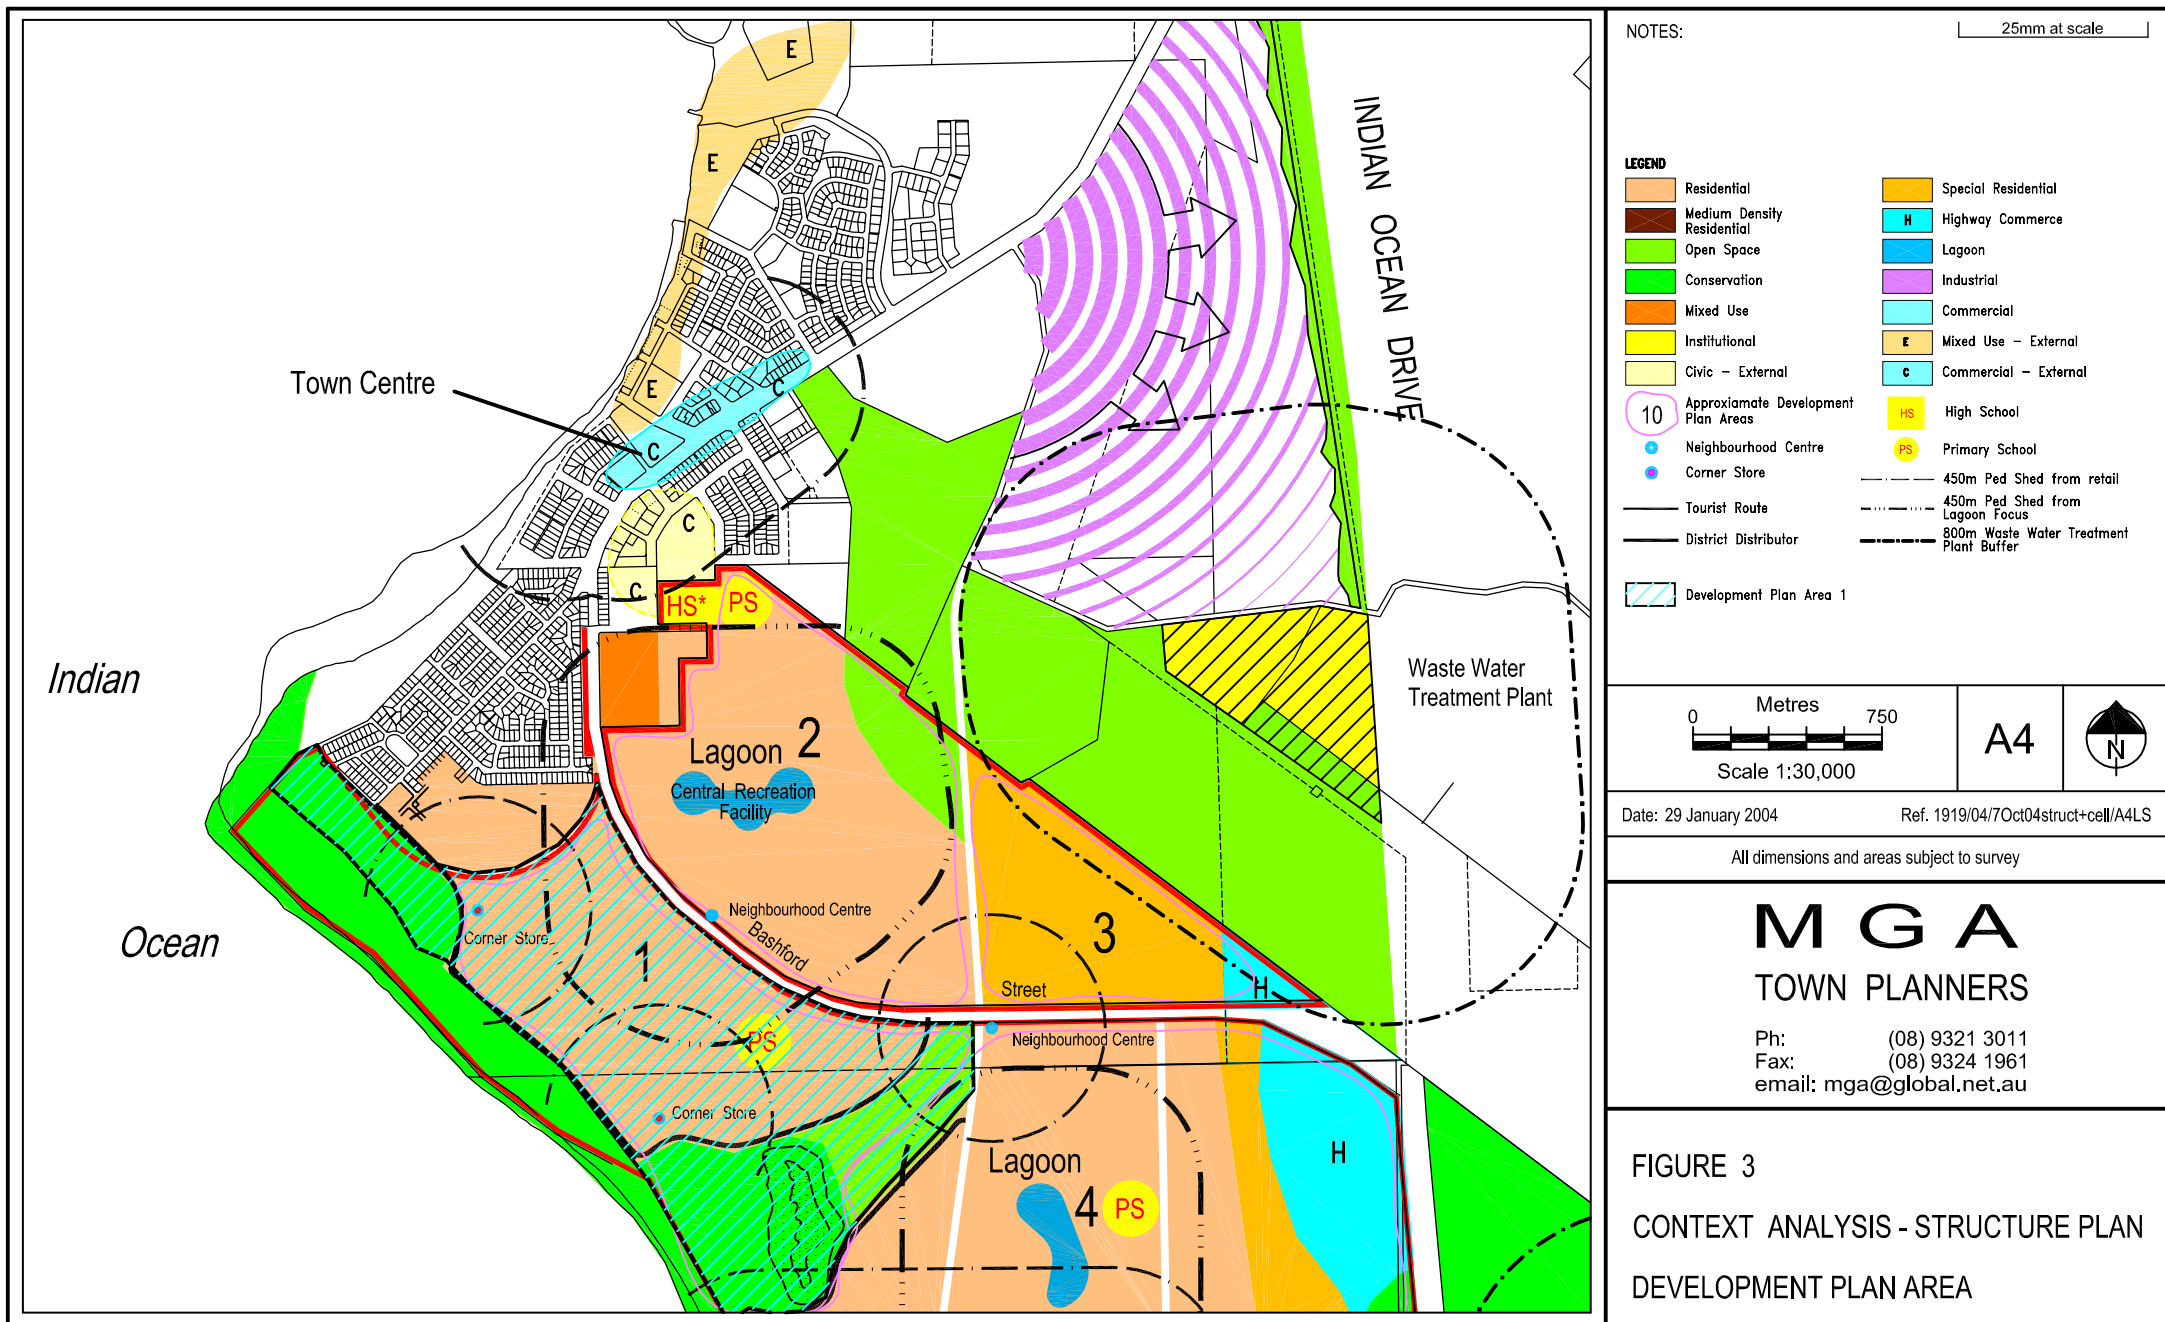 E
E
INDIAN OCEAN DRIVE
Town Centre
E
C
C
C
C
HS*
PS
Indian
Ocean
Waste Water
Treatment Plant
Lagoon
2
Central Recreation
Facility
Neighbourhood Centre
Bashford
Street
3
H
Corner Store
1
PS
Neighbourhood Centre
Corner Store
Lagoon
4
PS
H
NOTES:
25mm at scale
LEGEND
Residential
Medium Density
Residential
Open Space
Conservation
Mixed Use
Institutional
Civic - External
10
Approxiamate Development
Plan Areas
Neighbourhood Centre
Corner Store
Tourist Route
District Distributor
Development Plan Area 1
Special Residential
H
Highway Commerce
Lagoon
Industrial
Commercial
E
Mixed Use - External
C
Commercial - External
HS
High School
PS
Primary School
450m Ped Shed from retail
450m Ped Shed from
Lagoon Focus
800m Waste Water Treatment
Plant Buffer
Metres
0 750
Scale 1:30,000
A4
N
Date: 29 January 2004
Ref. 1919/04/7Oct04struct+cell/A4LS
All dimensions and areas subject to survey
MGA
TOWN PLANNERS
Ph: (08) 9321 3011
Fax: (08) 9324 1961
email: mga@global.net.au
FIGURE 3
CONTEXT ANALYSIS - STRUCTURE PLAN
DEVELOPMENT PLAN AREA